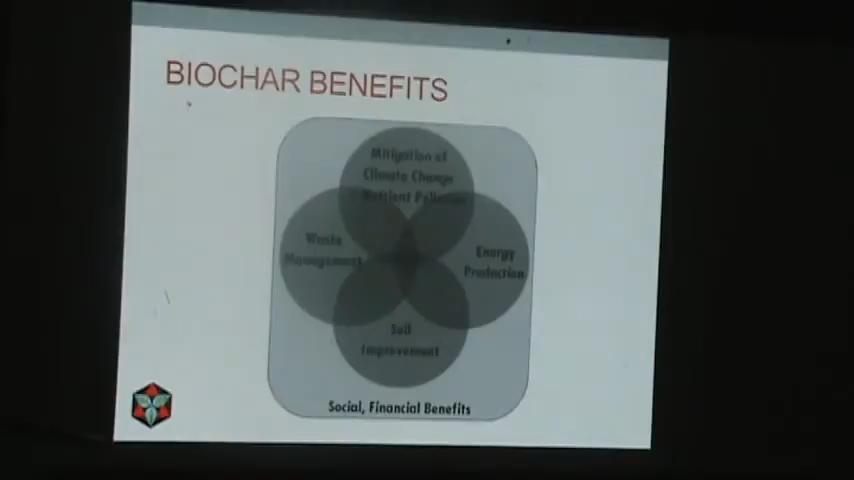 BIOCHAR BENEFITS
Mitigation of
Climate Change
Nutrient Pollution
Waste
Management
Energy
Production
Soil
Improvement
Social, Financial Benefits